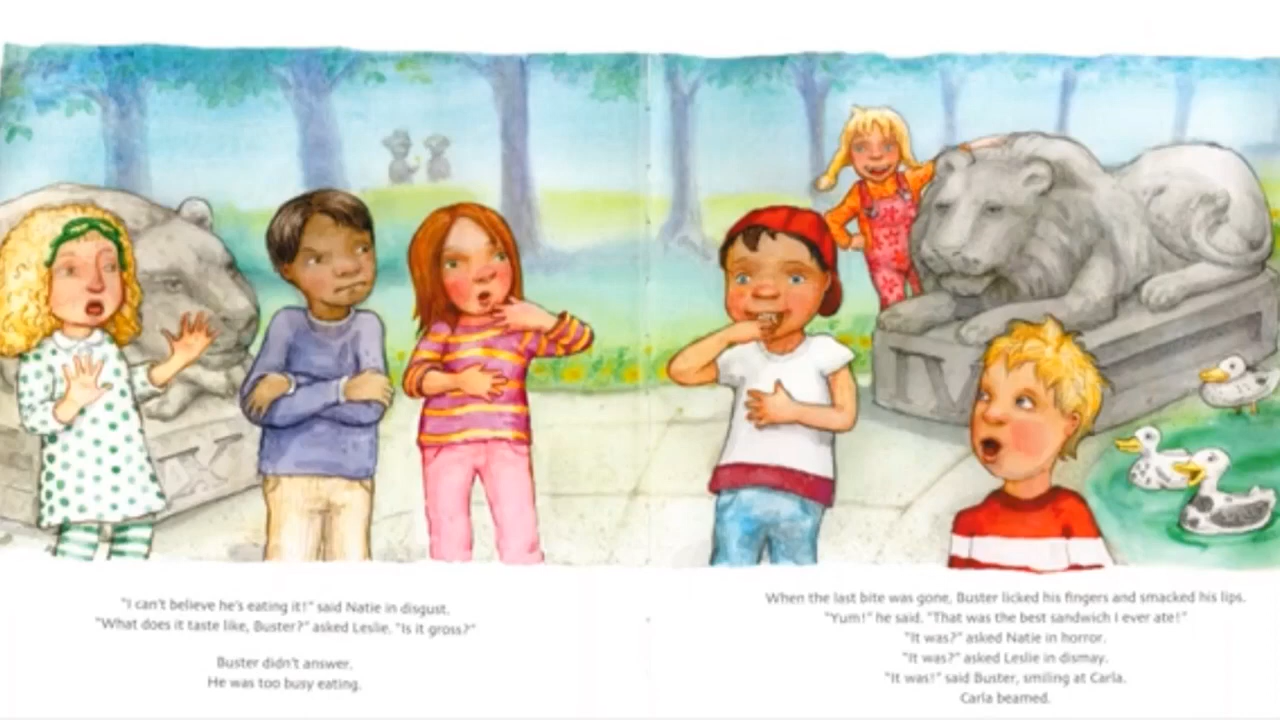 IX
IV
"I can't believe he's eating it!" said Natie in disgust.
"What does it taste like, Buster?" asked Leslie. "Is it gross?"
Buster didn't answer.
He was too busy eating.
When the last bite was gone, Buster licked his fingers and smacked his lips.
"Yum!" he said. "That was the best sandwich I ever ate!"
"It was?" asked Natie in horror.
"It was?" asked Leslie in dismay.
"It was!" said Buster, smiling at Carla.
Carla beamed.